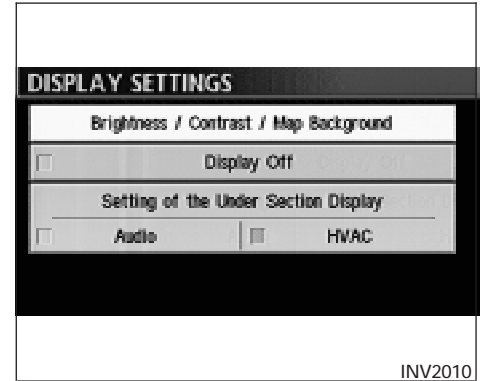 DISPLAY SETTINGS
Brightness / Contrast / Map Background
Display Off
Setting of the Under Section Display
Audio HVAC
INV2010